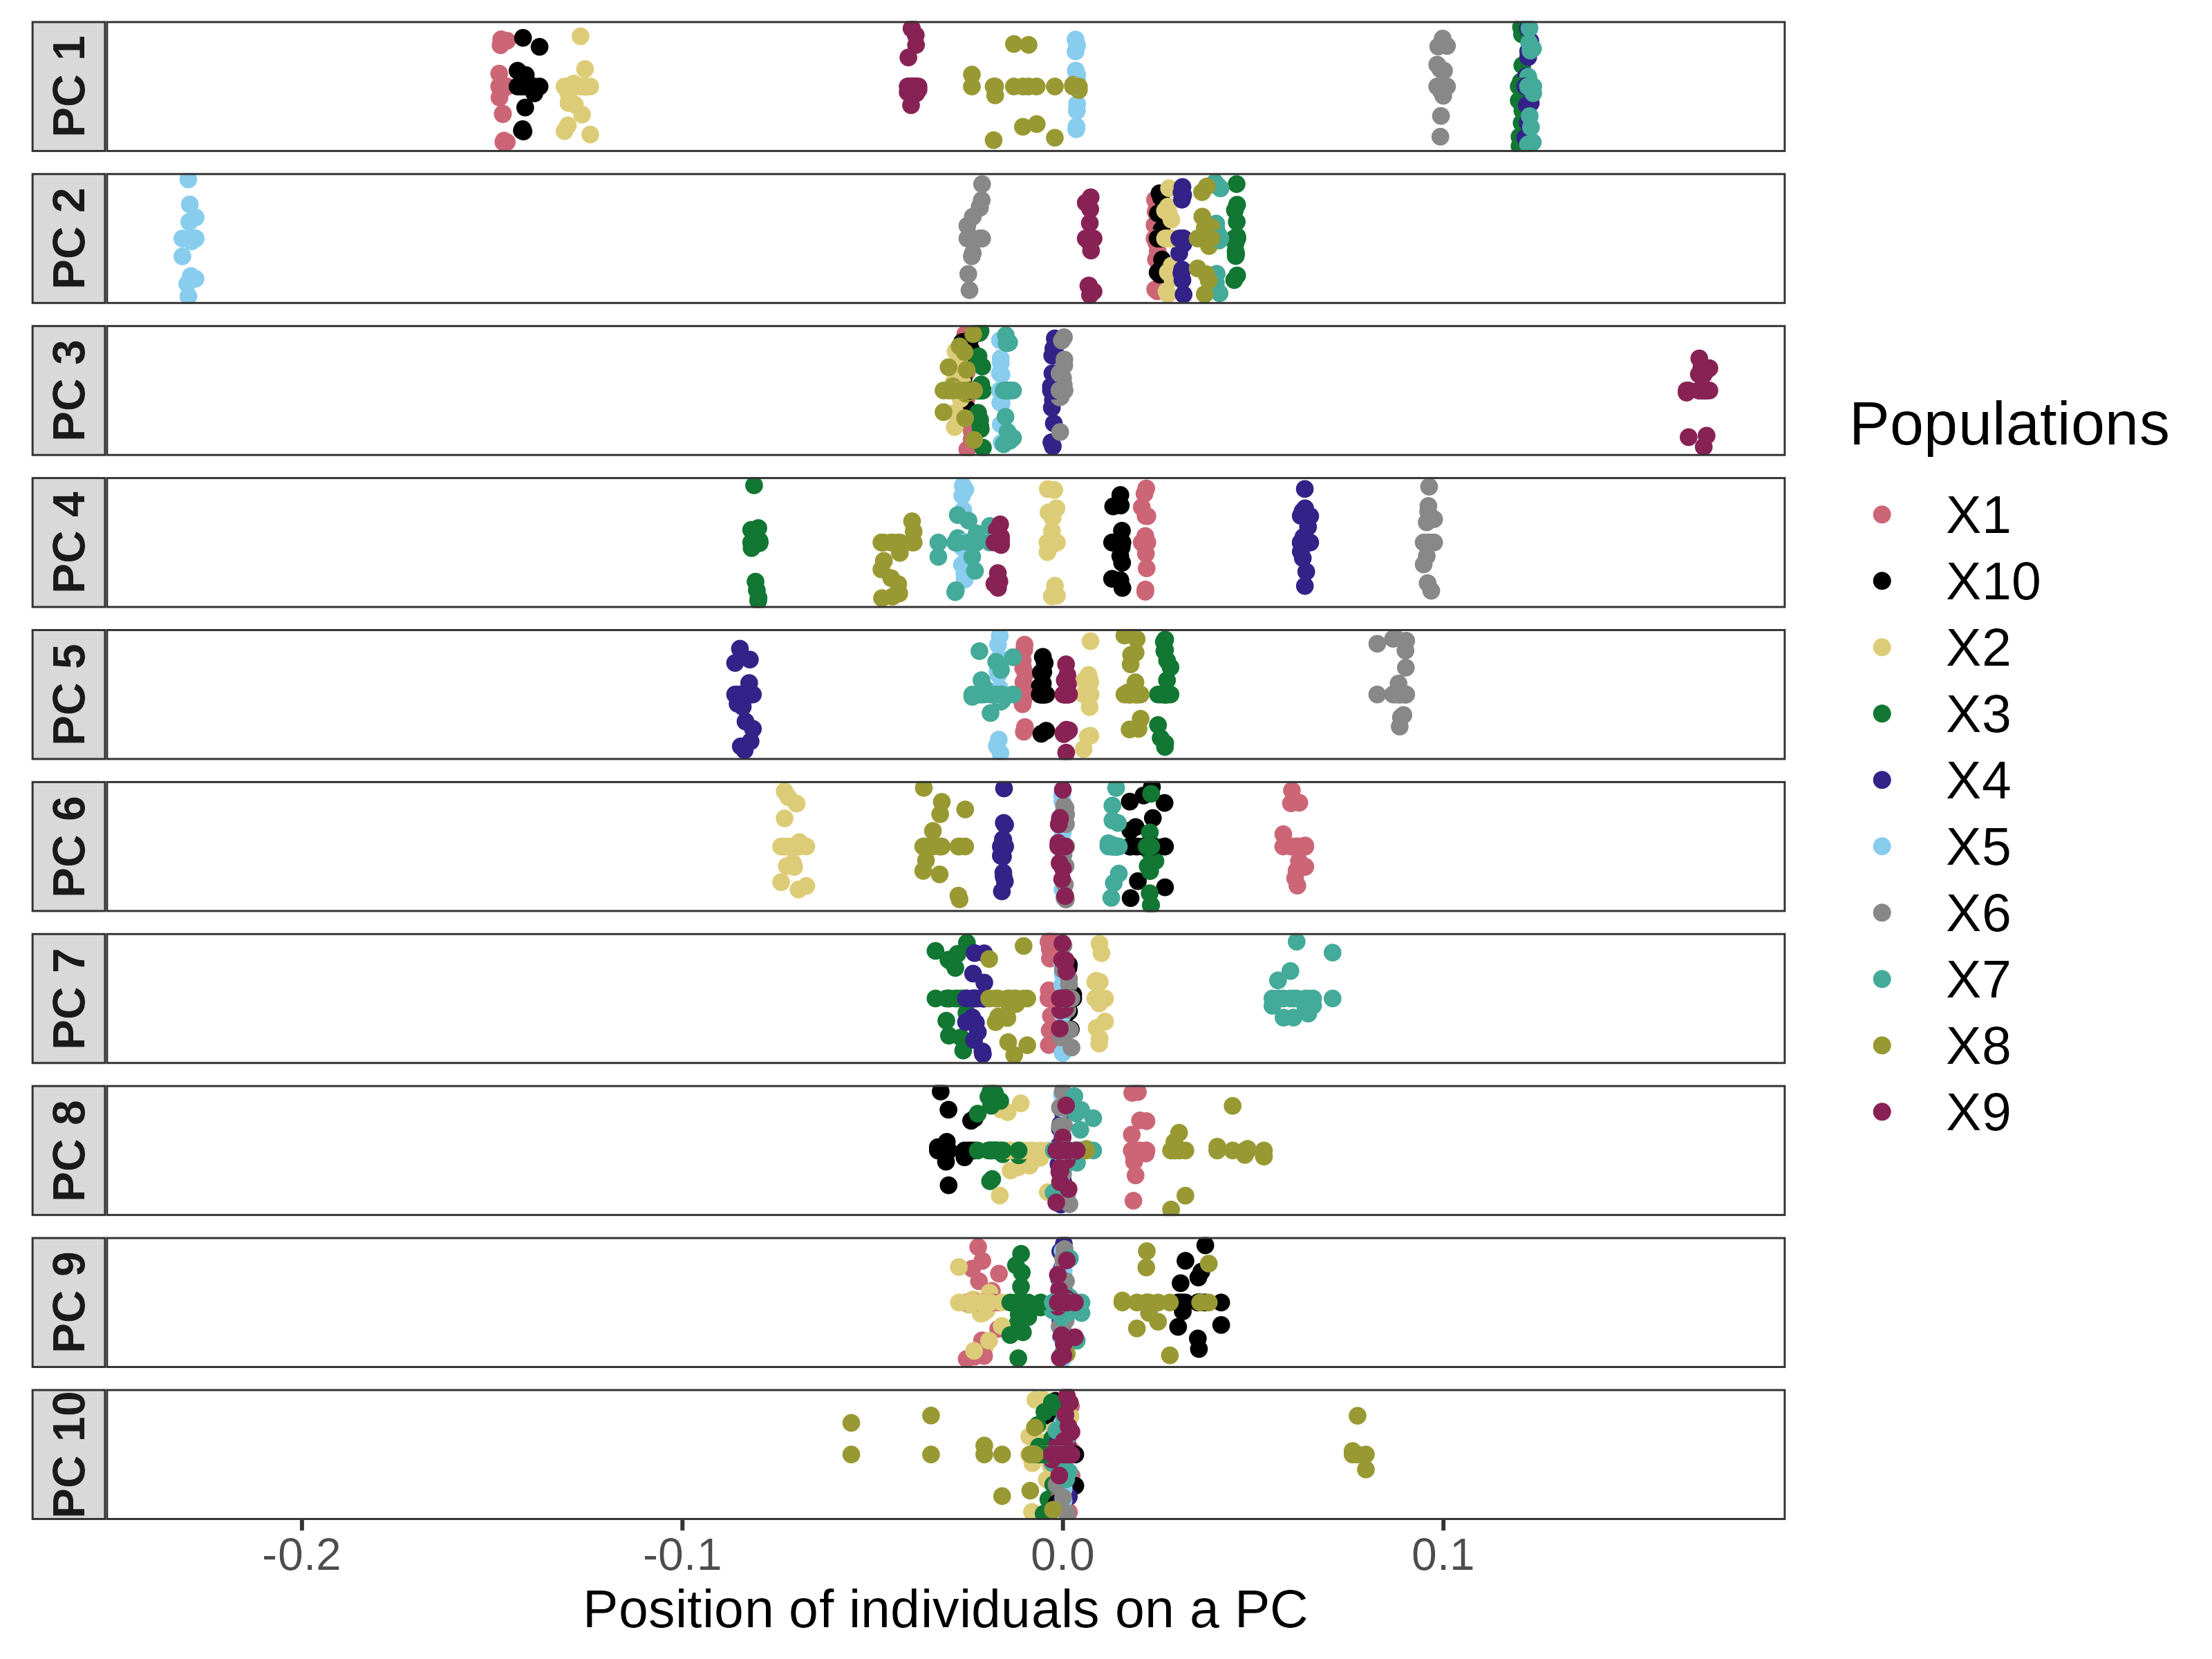 PC 1
PC 2
PC 3
PC 4
PC 5
PC 6
PC 7
PC 8
PC 9
PC 10
-0.2 -0.1 0.0 0.1
Position of individuals on a PC
Populations
X1
X10
X2
X3
X4
X5
X6
X7
X8
X9